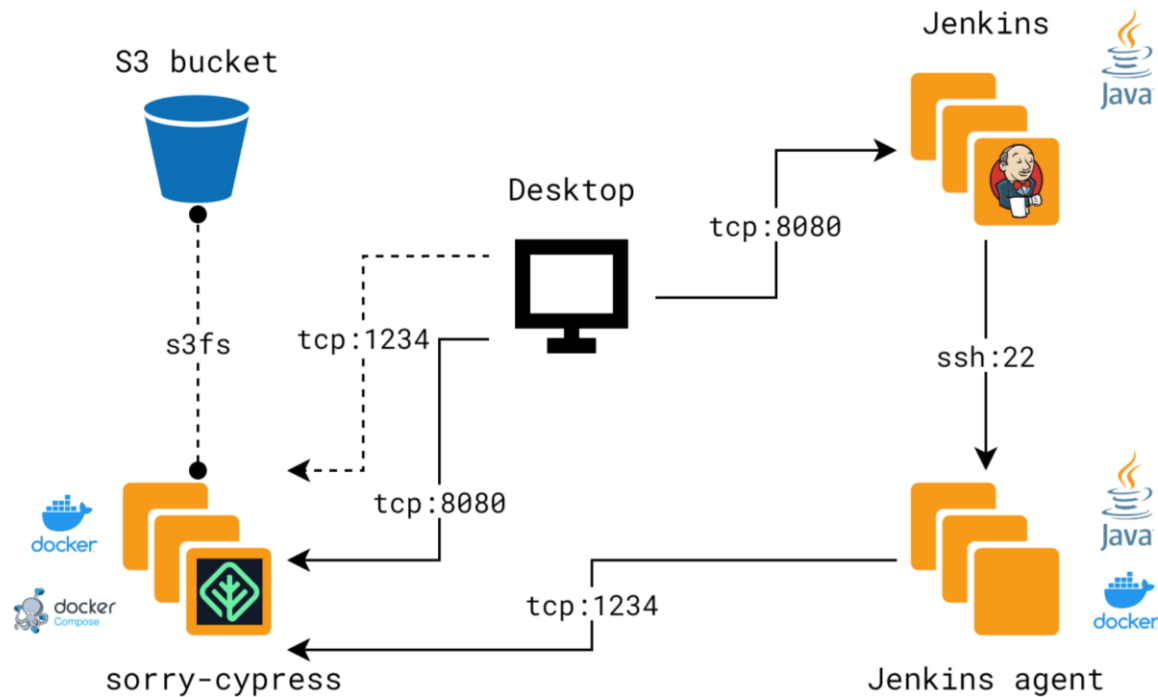 Jenkins
Java
S3 bucket
Desktop
tcp:8080
tcp:1234
s3fs
ssh:22
tcp:8080
docker
Java
docker
Compose
tcp:1234
docker
sorry-cypress
Jenkins agent